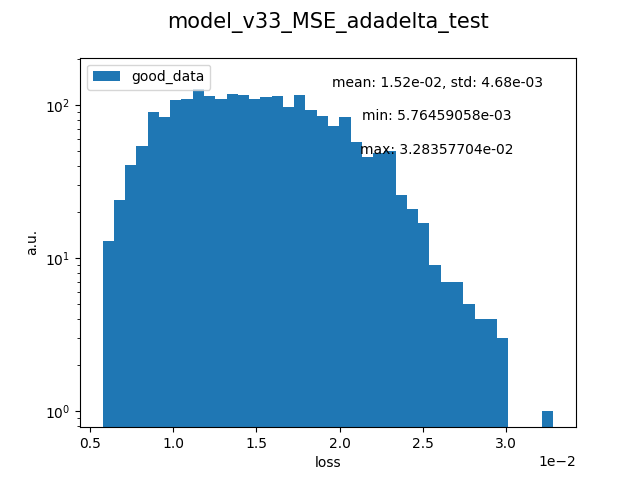 model_v33_MSE_adadelta_test
good_data
mean: 1.52e-02, std: 4.68e-03
min: 5.76459058e-03
max: 3.28357704e-02
a.u.
10²
10¹
10⁰
0.5 1.0 1.5 2.0 2.5 3.0
loss
1e−2